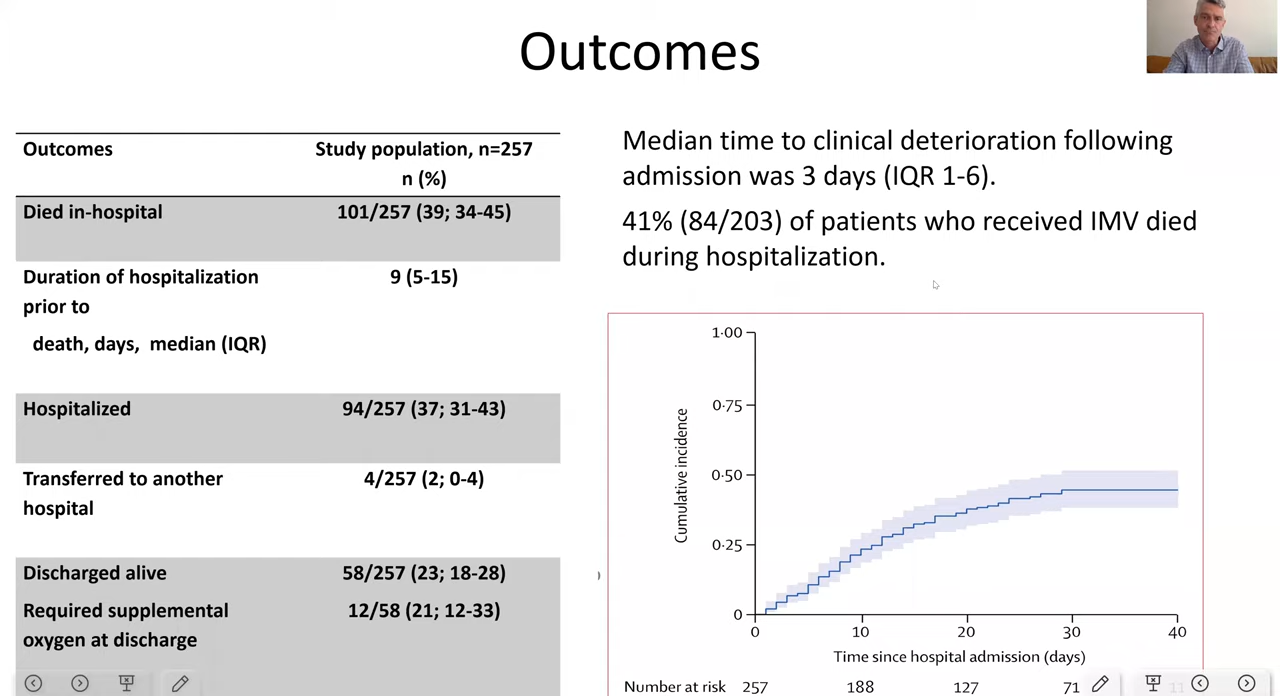 Outcomes
Outcomes Study population, n=257
n (%)
Died in-hospital 101/257 (39; 34-45)
Duration of hospitalization 9 (5-15)
prior to
death, days, median (IQR)
Hospitalized 94/257 (37; 31-43)
Transferred to another 4/257 (2; 0-4)
hospital
Discharged alive 58/257 (23; 18-28)
Required supplemental 12/58 (21; 12-33)
oxygen at discharge
Median time to clinical deterioration following
admission was 3 days (IQR 1-6).
41% (84/203) of patients who received IMV died
during hospitalization.
Cumulative incidence
1·00
0·75
0·50
0·25
0
0 10 20 30 40
Time since hospital admission (days)
Number at risk 257 188 127 71 11